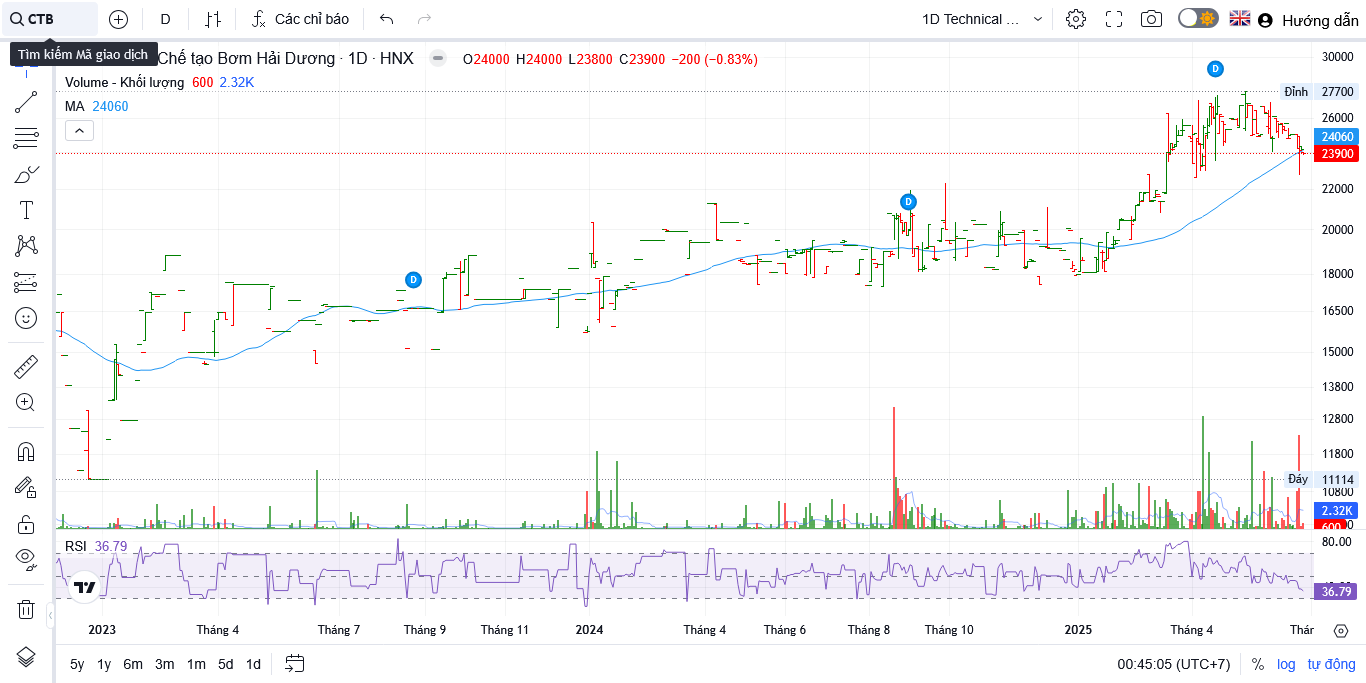 CTB
D
Các chỉ báo
1D Technical ...
Hướng dẫn
Tìm kiếm Mã giao dịch
Chế tạo Bơm Hải Dương · 1D · HNX
O24000 H24000 L23800 C23900 −200 (−0.83%)
Volume - Khối lượng 600 2.32K
MA 24060
30000
D
Đỉnh 27700
26000
24060
23900
22000
D
20000
D
18000
16500
15000
13800
12800
11800
Đáy 11114
10800
2.32K
600
RSI 36.79
80.00
36.79
2023
Tháng 4
Tháng 7
Tháng 9
Tháng 11
2024
Tháng 4
Tháng 6
Tháng 8
Tháng 10
2025
Tháng 4
Thár
5y 1y 6m 3m 1m 5d 1d
00:45:05 (UTC+7)
% log tự động